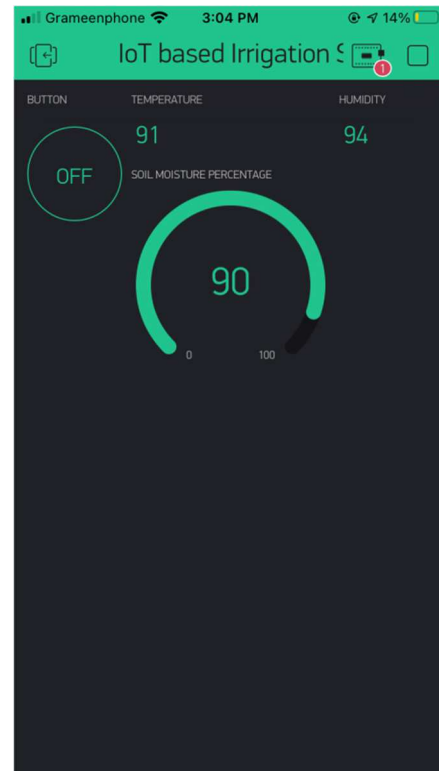 Grameenphone 3:04 PM 14%
IoT based Irrigation S
1
BUTTON TEMPERATURE HUMIDITY
91 94
OFF SOIL MOISTURE PERCENTAGE
90
0 100